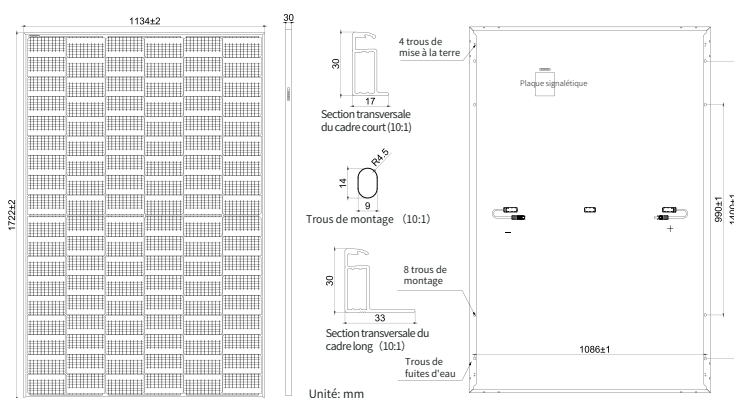 1134±2
30
1722±2
30
17
Section transversale
du cadre court (10:1)
R4.5
14
9
Trous de montage （10:1）
30
33
Section transversale du
cadre long （10:1）
Unité: mm
4 trous de
mise à la terre
Plaque signalétique
− +
990±1
1400±1
8 trous de
montage
1086±1
Trous de
fuites d'eau